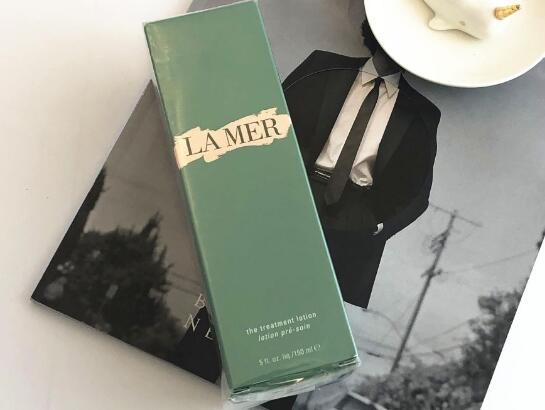 LA MER
the treatment lotion
lotion pré-soin
5 fl. oz. liq./150 ml ℮